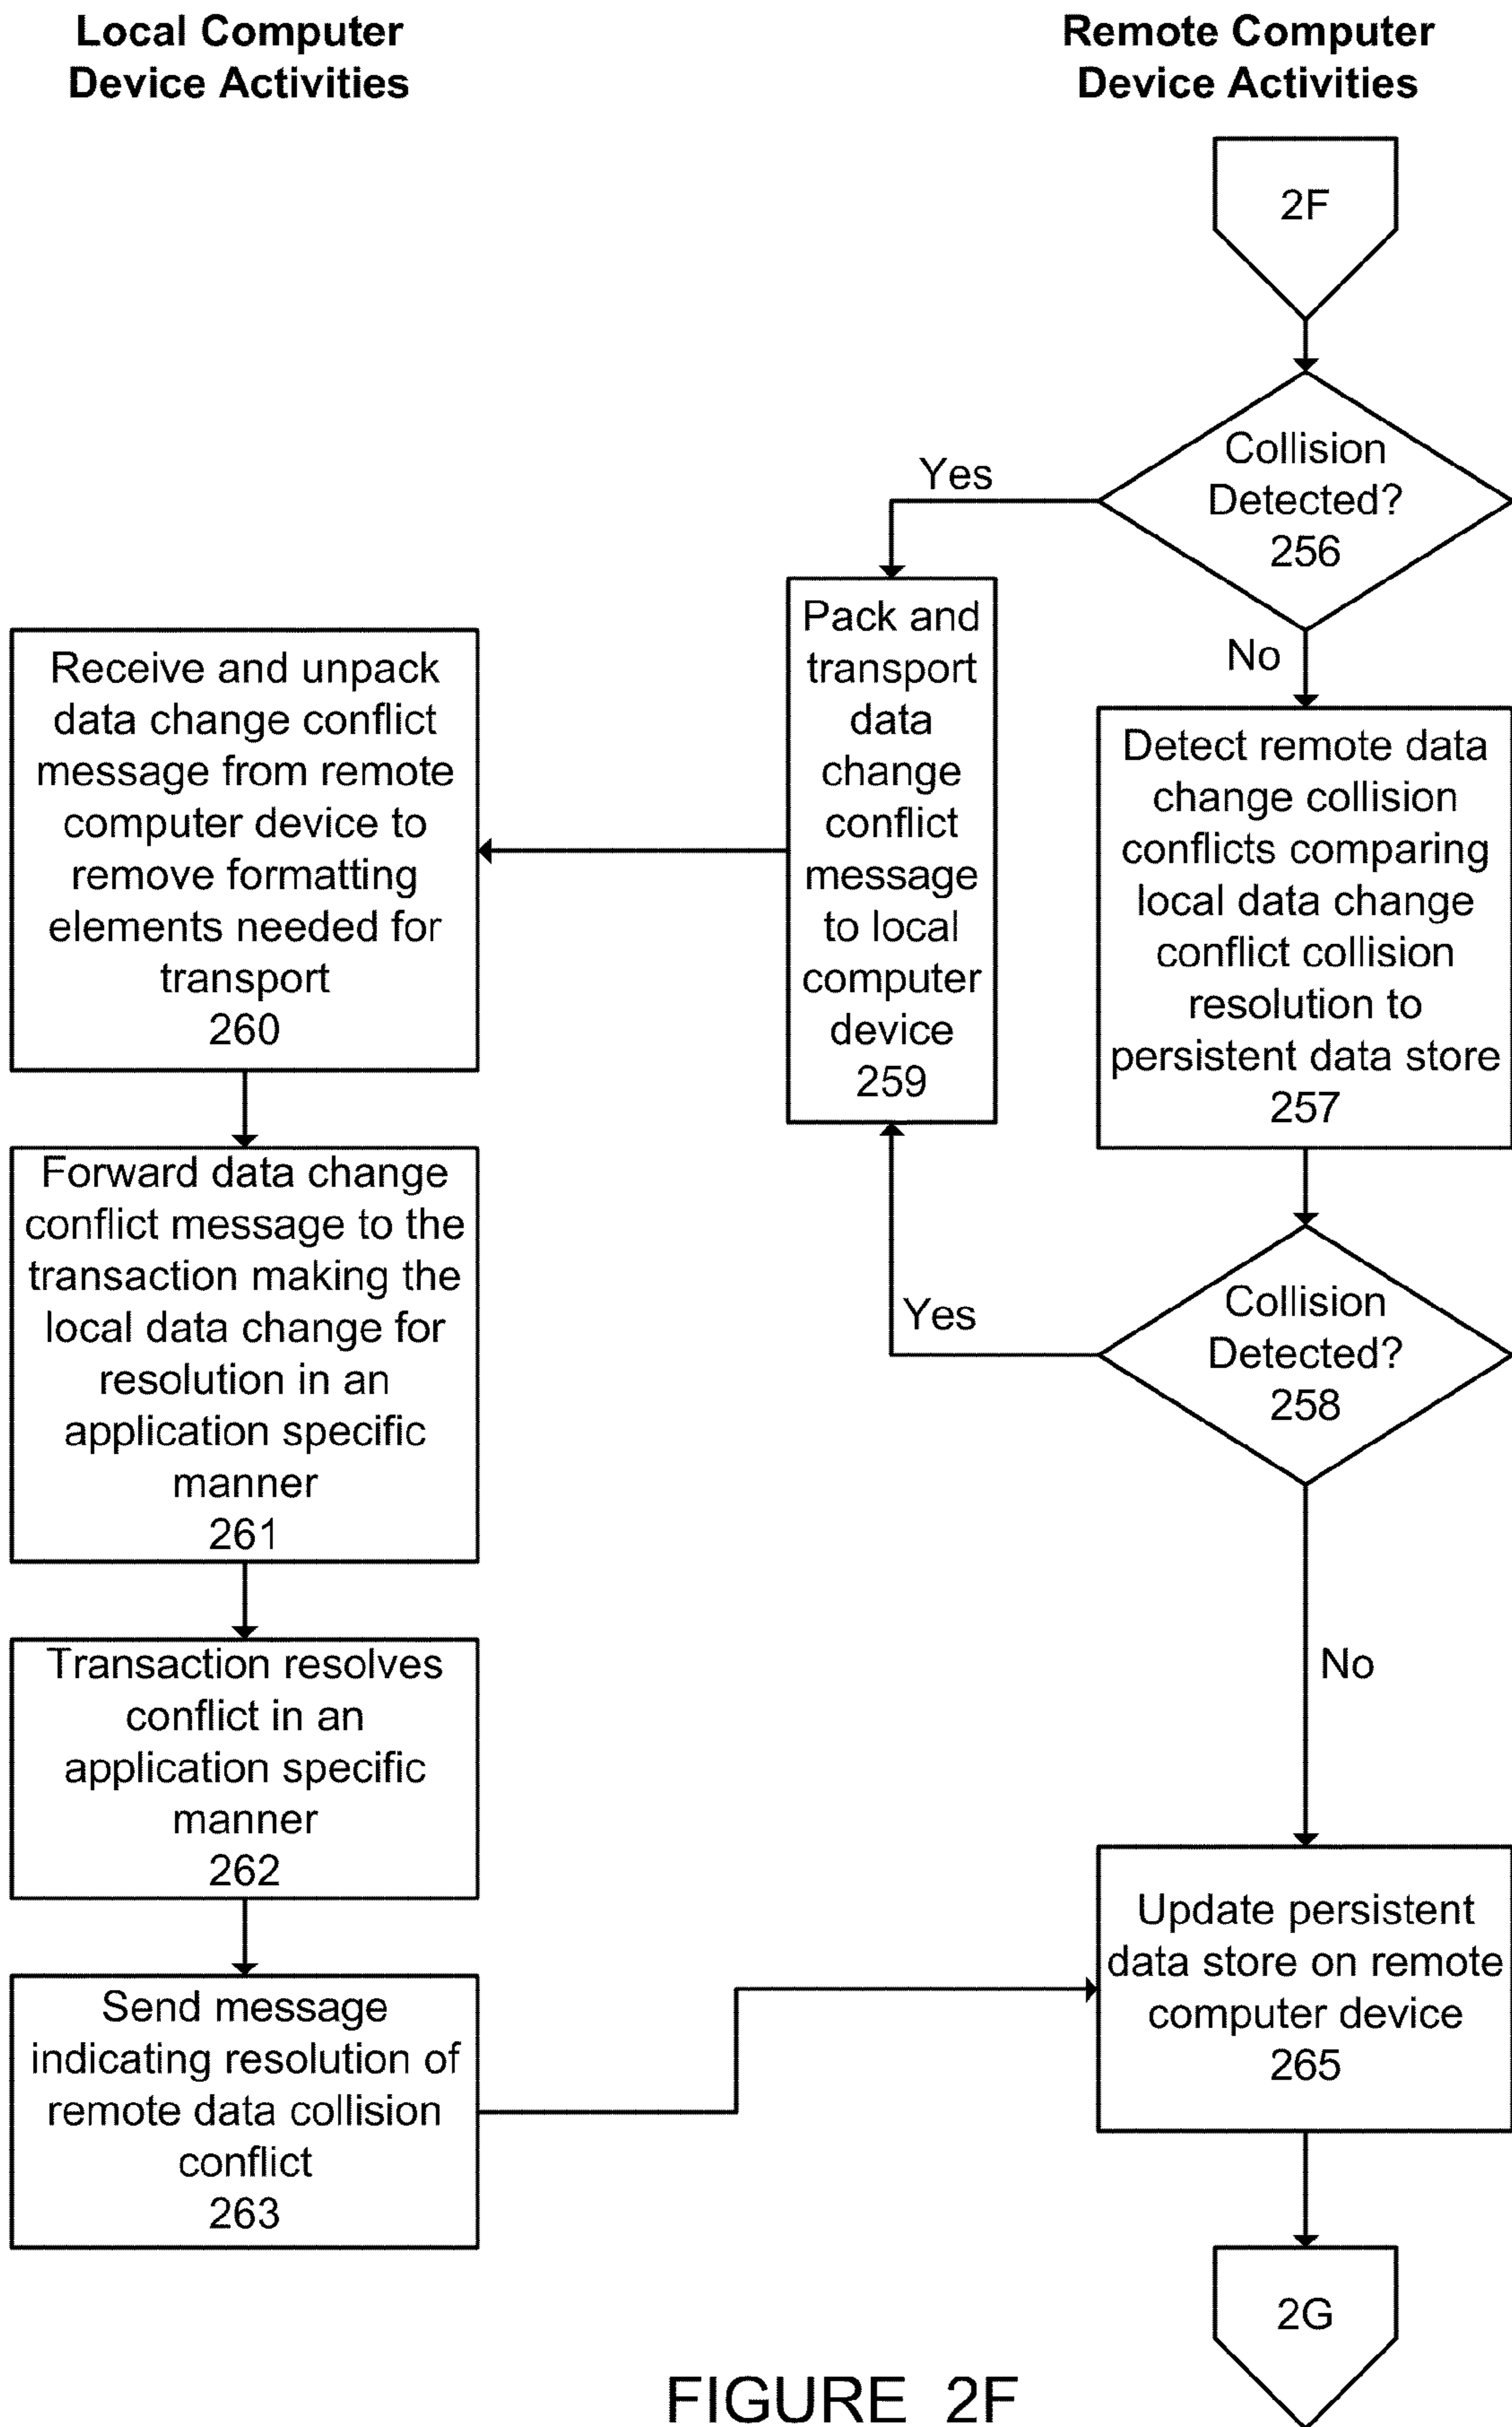 Local Computer
Device Activities
Remote Computer
Device Activities
2F
Collision
Detected?
256
Yes
No
Pack and
transport
data
change
conflict
message
to local
computer
device
259
Detect remote data
change collision
conflicts comparing
local data change
conflict collision
resolution to
persistent data store
257
Receive and unpack
data change conflict
message from remote
computer device to
remove formatting
elements needed for
transport
260
Forward data change
conflict message to the
transaction making the
local data change for
resolution in an
application specific
manner
261
Collision
Detected?
258
Yes
No
Transaction resolves
conflict in an
application specific
manner
262
Send message
indicating resolution of
remote data collision
conflict
263
Update persistent
data store on remote
computer device
265
2G
FIGURE 2F